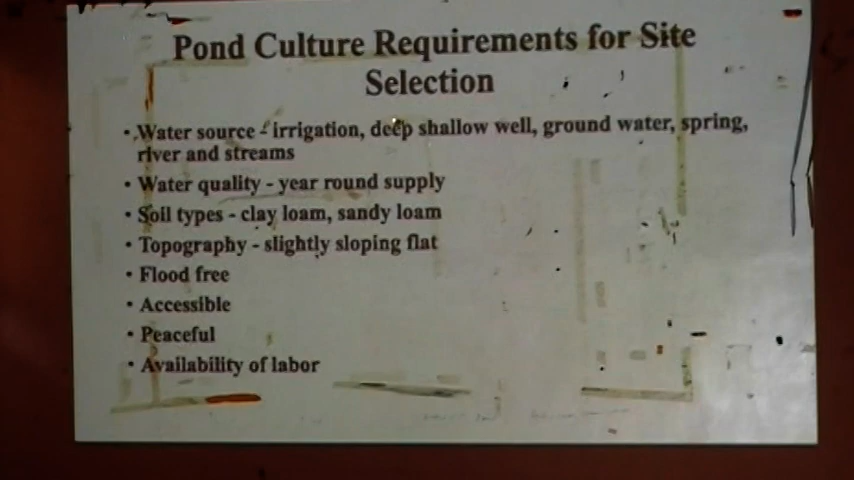 Pond Culture Requirements for Site
Selection
• Water source - irrigation, deep shallow well, ground water, spring,
river and streams
• Water quality - year round supply
• Soil types - clay loam, sandy loam
• Topography - slightly sloping flat
• Flood free
• Accessible
• Peaceful
• Availability of labor